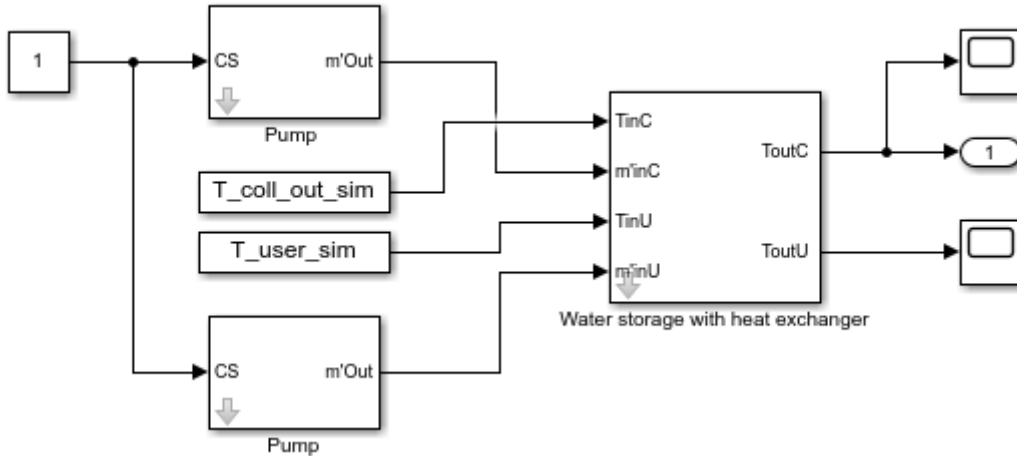 1
CS
m'Out
Pump
T_coll_out_sim
T_user_sim
CS
m'Out
Pump
TinC
m'inC
TinU
m'inU
ToutC
ToutU
Water storage with heat exchanger
1